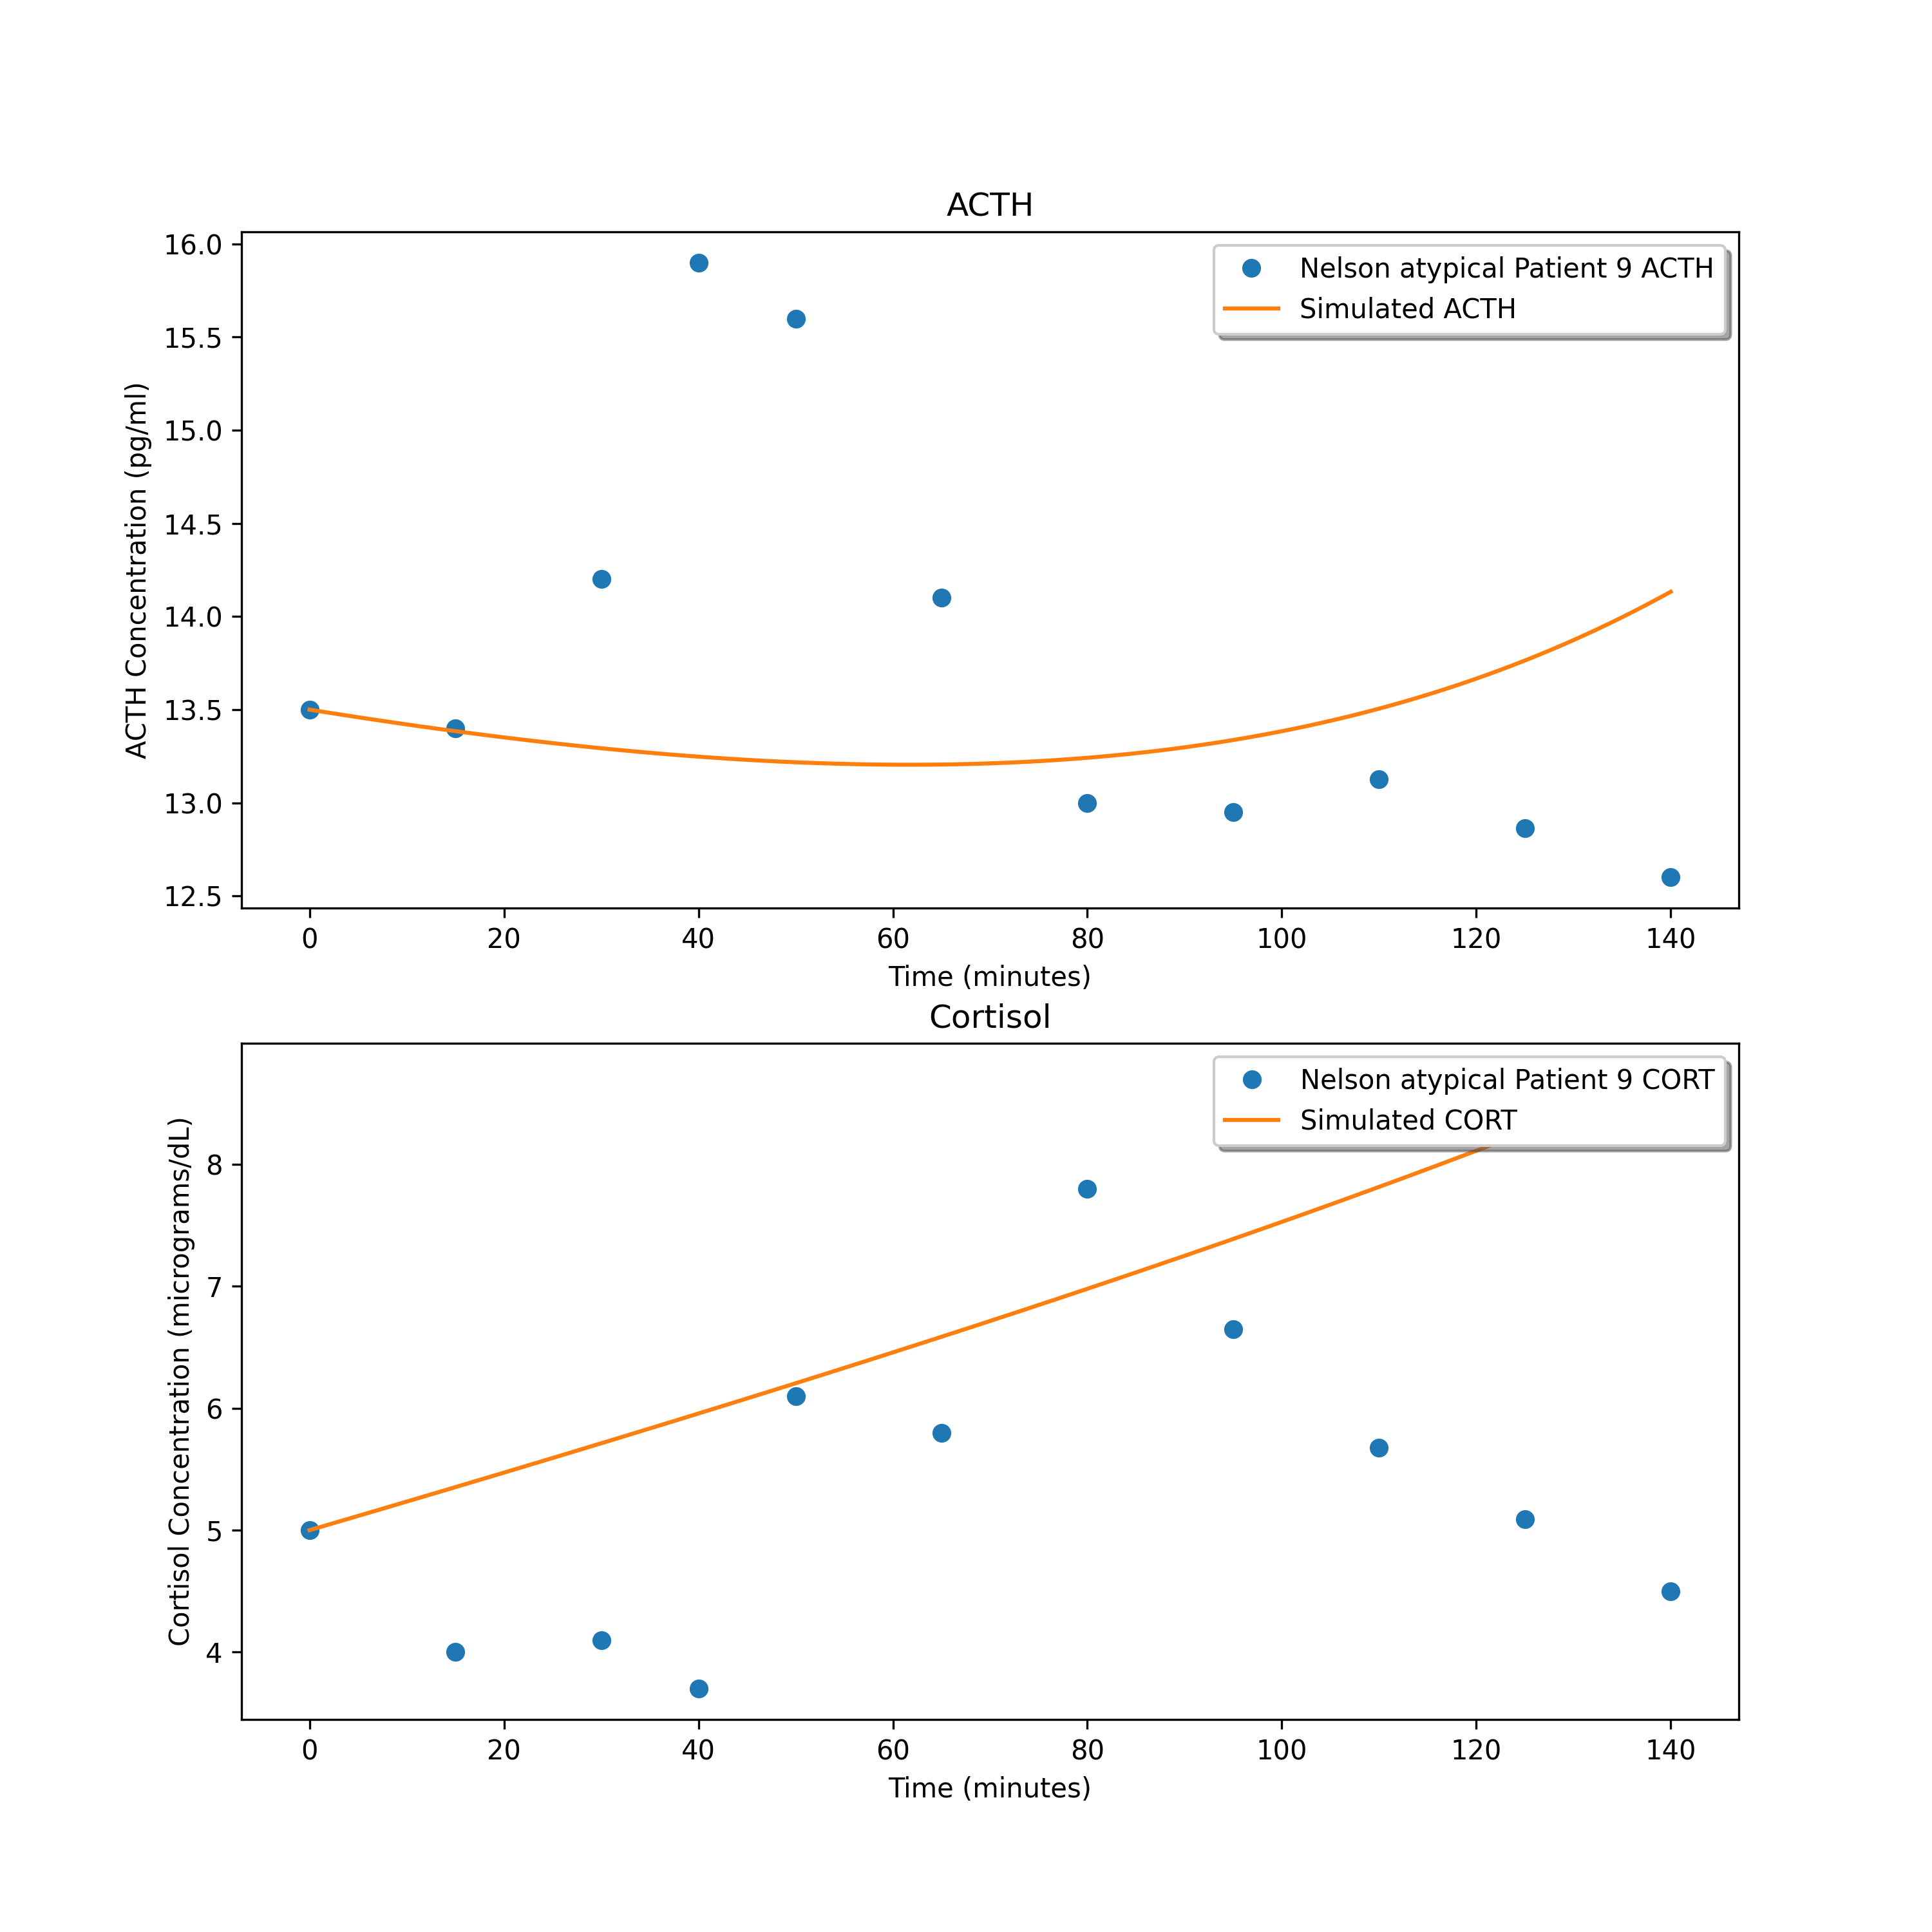 ACTH
16.0
15.5
15.0
14.5
14.0
13.5
13.0
12.5
ACTH Concentration (pg/ml)
Nelson atypical Patient 9 ACTH
Simulated ACTH
0 20 40 60 80 100 120 140
Time (minutes)
Cortisol
8
7
6
5
4
Cortisol Concentration (micrograms/dL)
Nelson atypical Patient 9 CORT
Simulated CORT
0 20 40 60 80 100 120 140
Time (minutes)